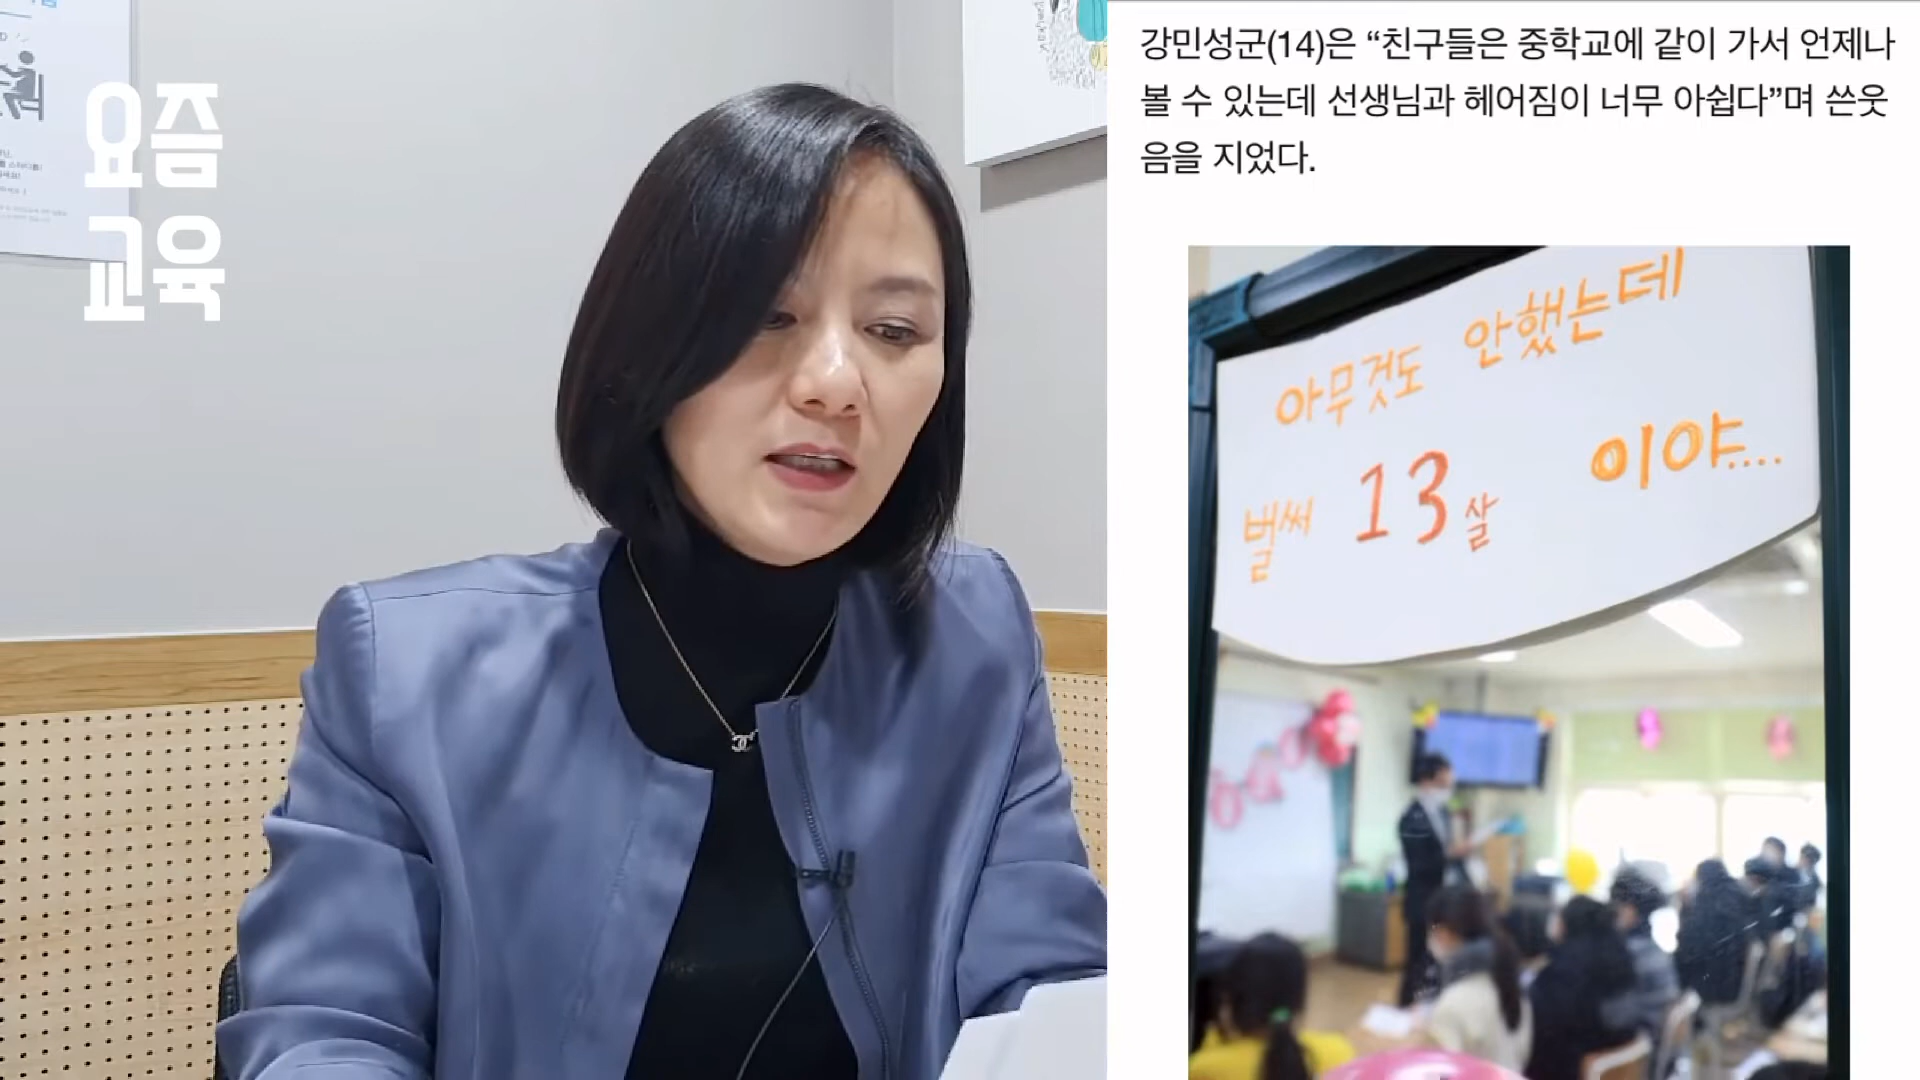 요즘
교육
강민성군(14)은 “친구들은 중학교에 같이 가서 언제나
볼 수 있는데 선생님과 헤어짐이 너무 아쉽다”며 쓴웃
음을 지었다.
아무것도 안했는데
벌써 13살 이야....